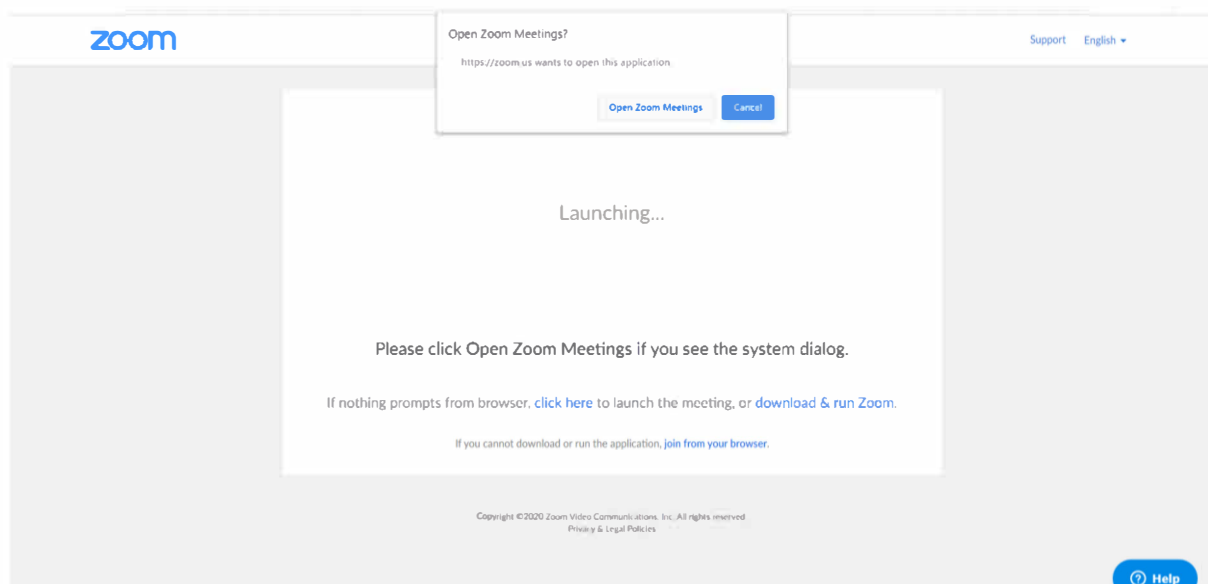 zoom
Support English
Open Zoom Meetings?
https://zoom.us wants to open this application.
Open Zoom Meetings Cancel
Launching...
Please click Open Zoom Meetings if you see the system dialog.
If nothing prompts from browser, click here to launch the meeting, or download & run Zoom.
If you cannot download or run the application, join from your browser.
Copyright ©2020 Zoom Video Communications, Inc. All rights reserved
Privacy & Legal Policies
Help